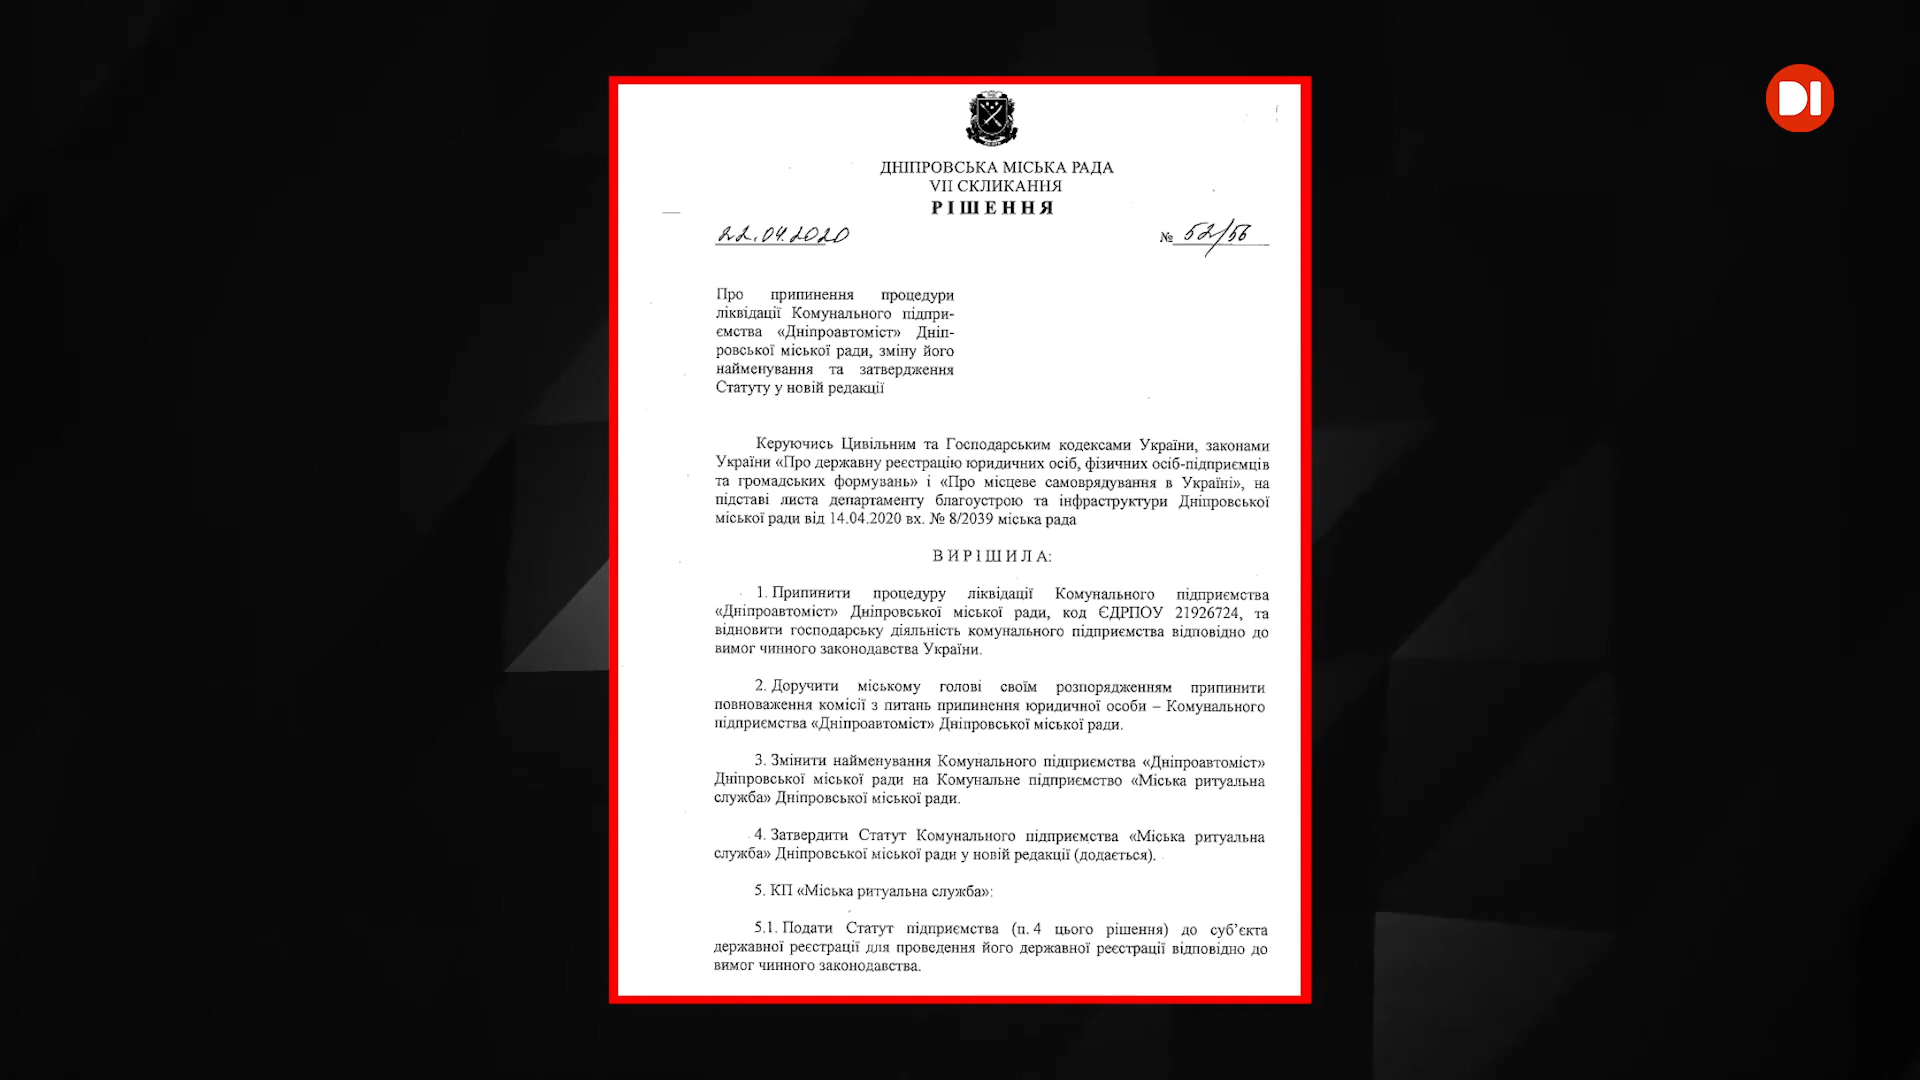 DI
ДНІПРОВСЬКА МІСЬКА РАДА
VII СКЛИКАННЯ
РІШЕННЯ
22.04.2020
№ 52/56
Про припинення процедури
ліквідації Комунального підпри-
ємства «Дніпроавтоміст» Дніп-
ровської міської ради, зміну його
найменування та затвердження
Статуту у новій редакції
Керуючись Цивільним та Господарським кодексами України, законами
України «Про державну реєстрацію юридичних осіб, фізичних осіб-підприємців
та громадських формувань» і «Про місцеве самоврядування в Україні», на
підставі листа департаменту благоустрою та інфраструктури Дніпровської
міської ради від 14.04.2020 вх. № 8/2039 міська рада
ВИРІШИЛА:
1. Припинити процедуру ліквідації Комунального підприємства
«Дніпроавтоміст» Дніпровської міської ради, код ЄДРПОУ 21926724, та
відновити господарську діяльність комунального підприємства відповідно до
вимог чинного законодавства України.
2. Доручити міському голові своїм розпорядженням припинити
повноваження комісії з питань припинення юридичної особи – Комунального
підприємства «Дніпроавтоміст» Дніпровської міської ради.
3. Змінити найменування Комунального підприємства «Дніпроавтоміст»
Дніпровської міської ради на Комунальне підприємство «Міська ритуальна
служба» Дніпровської міської ради.
4. Затвердити Статут Комунального підприємства «Міська ритуальна
служба» Дніпровської міської ради у новій редакції (додається).
5. КП «Міська ритуальна служба»:
5.1. Подати Статут підприємства (п. 4 цього рішення) до суб’єкта
державної реєстрації для проведення його державної реєстрації відповідно до
вимог чинного законодавства.